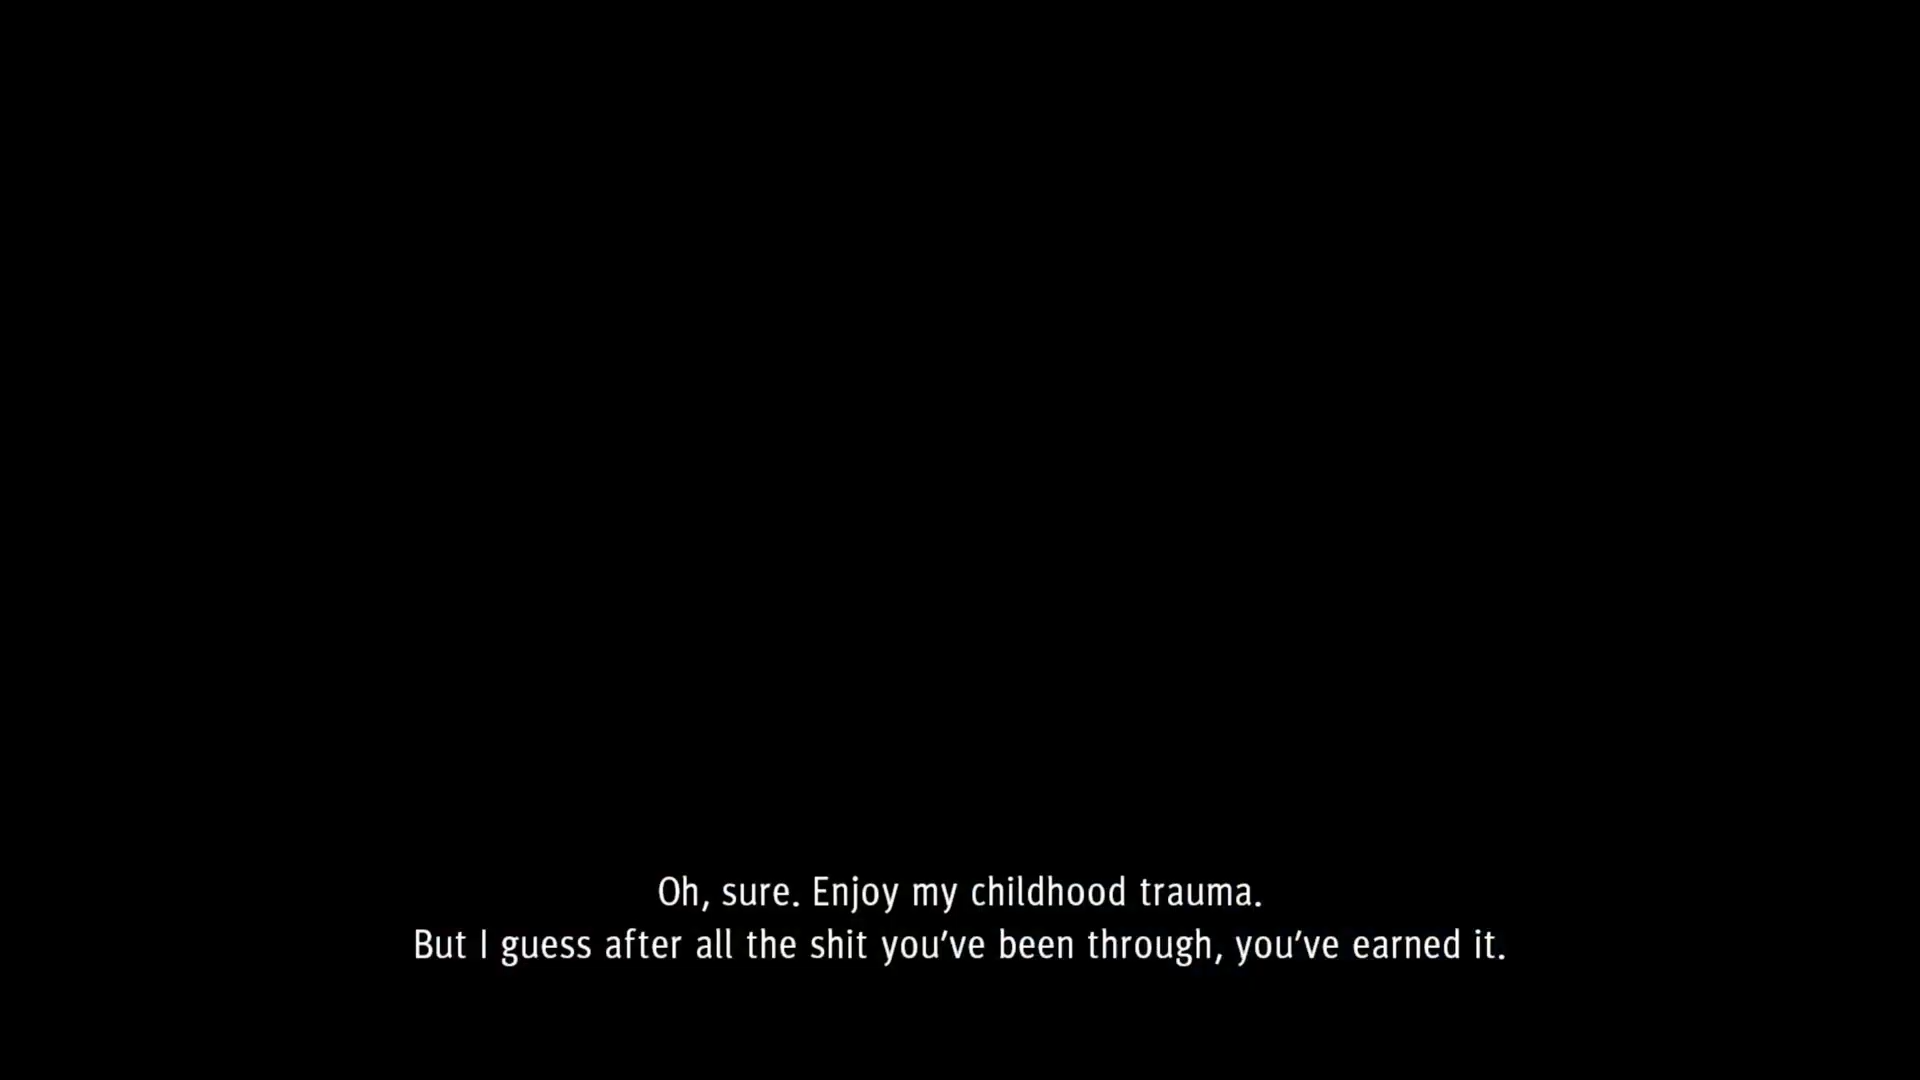 Oh, sure. Enjoy my childhood trauma.
But I guess after all the shit you’ve been through, you’ve earned it.